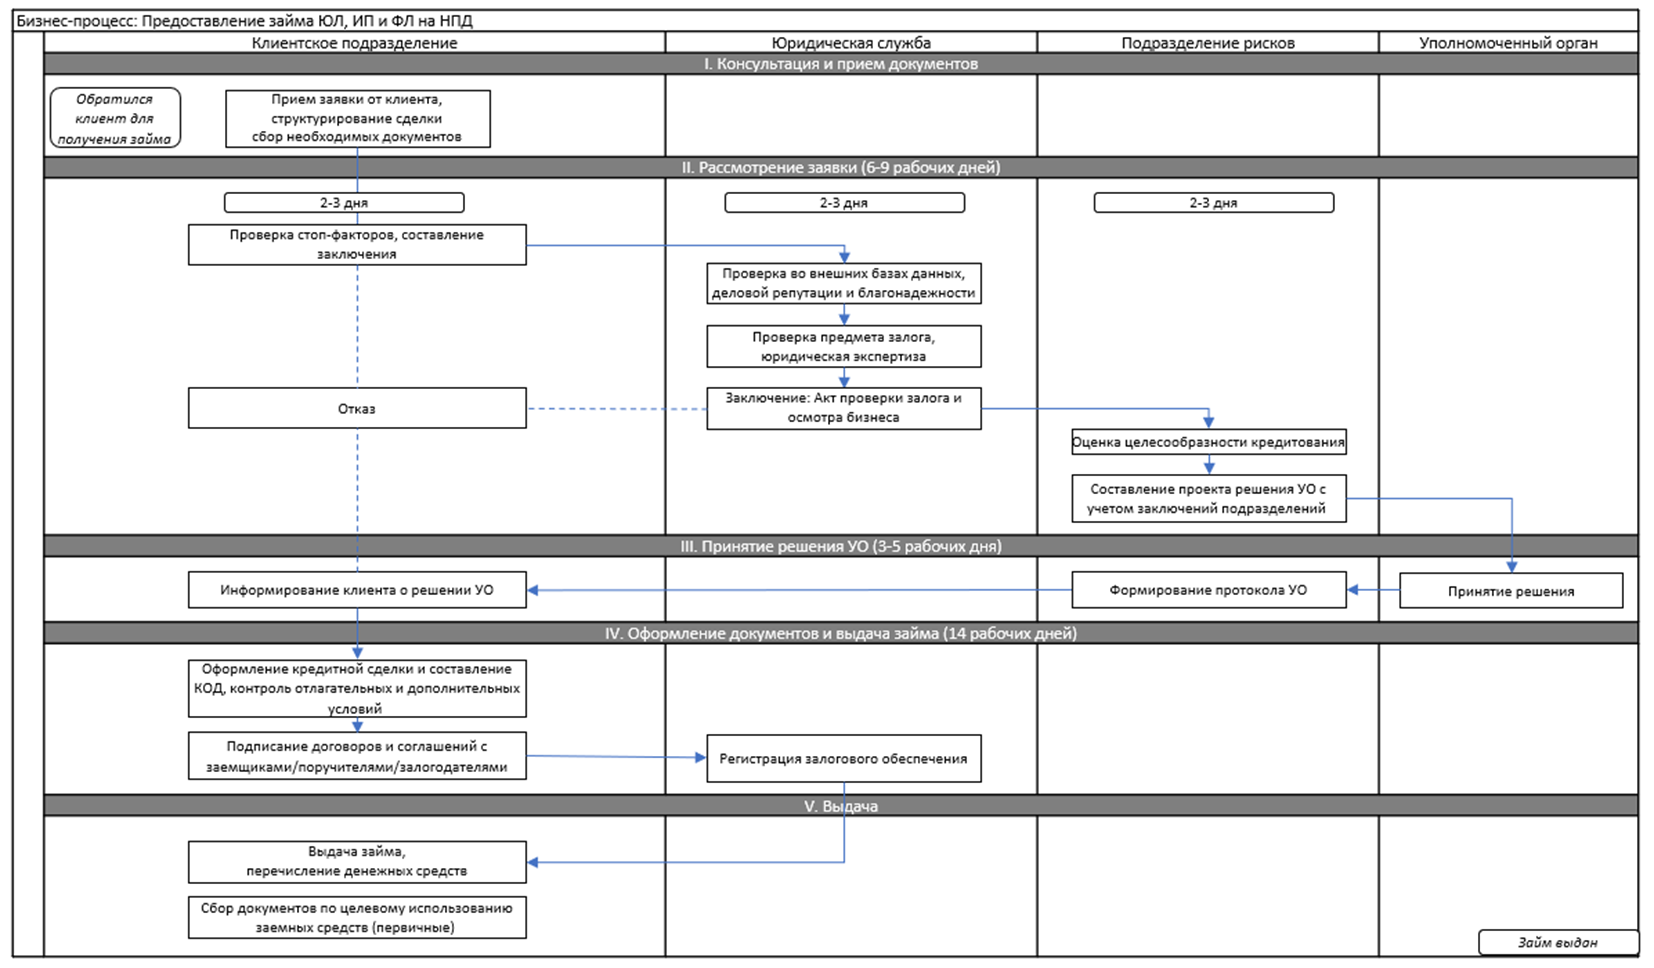 Бизнес-процесс: Предоставление займа ЮЛ, ИП и ФЛ на НПД
Клиентское подразделение
Юридическая служба
Подразделение рисков
Уполномоченный орган
I. Консультация и прием документов
Обратился
клиент для
получения займа
Прием заявки от клиента,
структурирование сделки
сбор необходимых документов
II. Рассмотрение заявки (6-9 рабочих дней)
2-3 дня
2-3 дня
2-3 дня
Проверка стоп-факторов, составление
заключения
Проверка во внешних базах данных,
деловой репутации и благонадежности
Проверка предмета залога,
юридическая экспертиза
Отказ
Заключение: Акт проверки залога и
осмотра бизнеса
Оценка целесообразности кредитования
Составление проекта решения УО с
учетом заключений подразделений
III. Принятие решения УО (3-5 рабочих дня)
Информирование клиента о решении УО
Формирование протокола УО
Принятие решения
IV. Оформление документов и выдача займа (14 рабочих дней)
Оформление кредитной сделки и составление
КОД, контроль отлагательных и дополнительных
условий
Подписание договоров и соглашений с
заемщиками/поручителями/залогодателями
Регистрация залогового обеспечения
V. Выдача
Выдача займа,
перечисление денежных средств
Сбор документов по целевому использованию
заемных средств (первичные)
Займ выдан